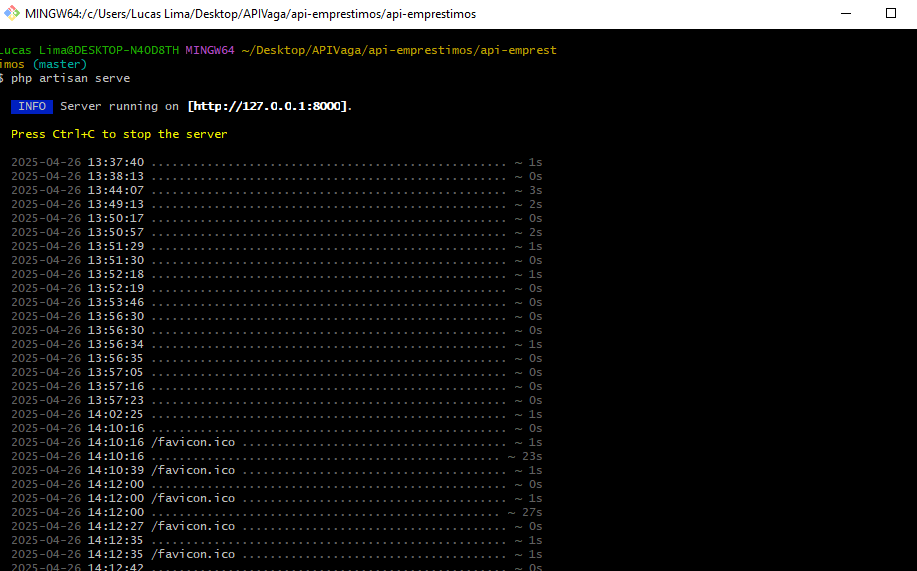 MINGW64:/c/Users/Lucas Lima/Desktop/APIVaga/api-emprestimos/api-emprestimos
Lucas Lima@DESKTOP-N4OD8TH MINGW64 ~/Desktop/APIVaga/api-emprestimos/api-emprest
imos (master)
$ php artisan serve
INFO Server running on [http://127.0.0.1:8000].
Press Ctrl+C to stop the server
2025-04-26 13:37:40 ................................................... ~ 1s
2025-04-26 13:38:13 ................................................... ~ 0s
2025-04-26 13:44:07 ................................................... ~ 3s
2025-04-26 13:49:13 ................................................... ~ 2s
2025-04-26 13:50:17 ................................................... ~ 0s
2025-04-26 13:50:57 ................................................... ~ 2s
2025-04-26 13:51:29 ................................................... ~ 1s
2025-04-26 13:51:30 ................................................... ~ 0s
2025-04-26 13:52:18 ................................................... ~ 1s
2025-04-26 13:52:19 ................................................... ~ 0s
2025-04-26 13:53:46 ................................................... ~ 0s
2025-04-26 13:56:30 ................................................... ~ 0s
2025-04-26 13:56:30 ................................................... ~ 0s
2025-04-26 13:56:34 ................................................... ~ 1s
2025-04-26 13:56:35 ................................................... ~ 0s
2025-04-26 13:57:05 ................................................... ~ 0s
2025-04-26 13:57:16 ................................................... ~ 0s
2025-04-26 13:57:23 ................................................... ~ 0s
2025-04-26 14:02:25 ................................................... ~ 1s
2025-04-26 14:10:16 ................................................... ~ 0s
2025-04-26 14:10:16 /favicon.ico ...................................... ~ 1s
2025-04-26 14:10:16 .................................................. ~ 23s
2025-04-26 14:10:39 /favicon.ico ...................................... ~ 1s
2025-04-26 14:12:00 ................................................... ~ 0s
2025-04-26 14:12:00 /favicon.ico ...................................... ~ 1s
2025-04-26 14:12:00 .................................................. ~ 27s
2025-04-26 14:12:27 /favicon.ico ...................................... ~ 0s
2025-04-26 14:12:35 ................................................... ~ 1s
2025-04-26 14:12:35 /favicon.ico ...................................... ~ 1s
2025-04-26 14:12:42 ................................................... ~ 0s